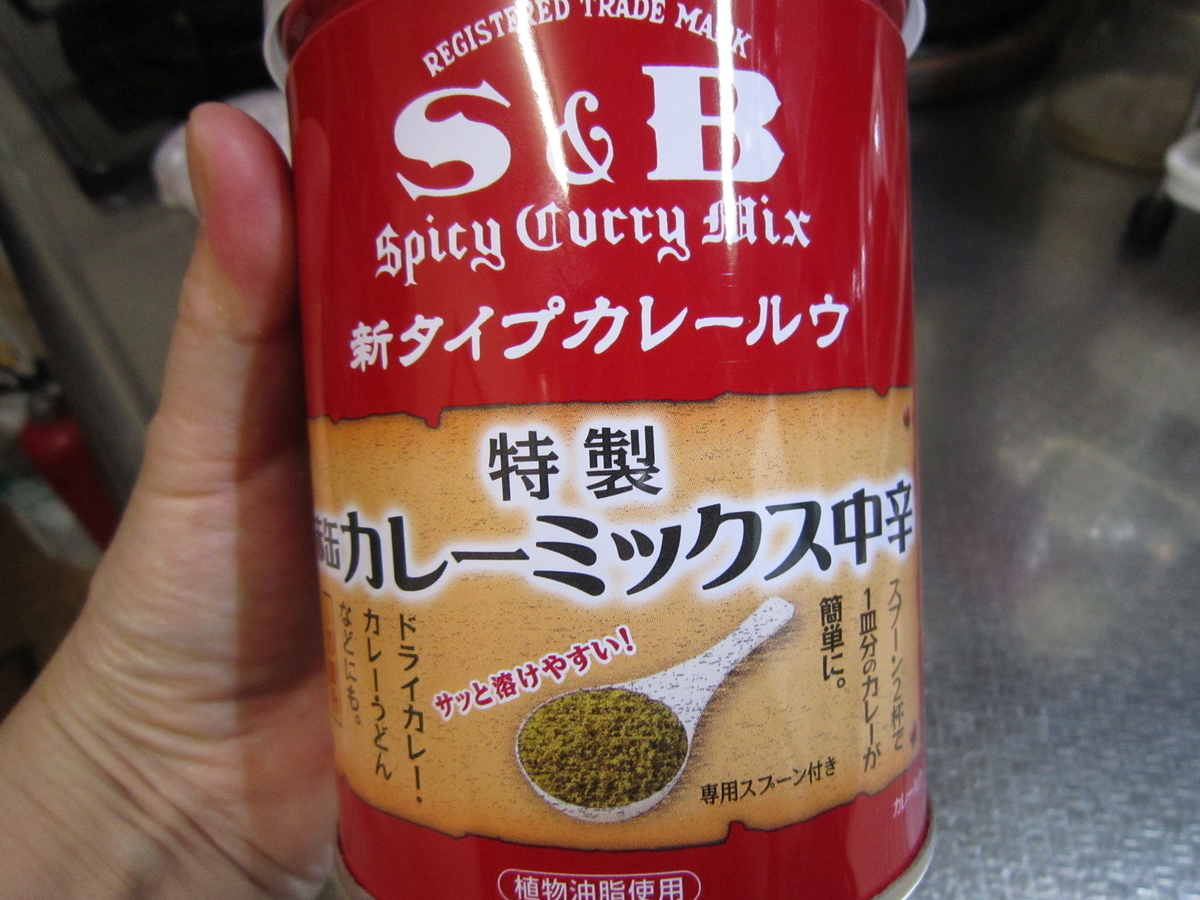 REGISTERED TRADE MARK
S&B
Spicy Curry Mix
新タイプカレールウ
特製
缶カレーミックス中辛
スプーン2杯で
1皿分のカレーが
簡単に。
サッと溶けやすい!
ドライカレー・
カレーうどん
などにも。
専用スプーン付き
植物油脂使用